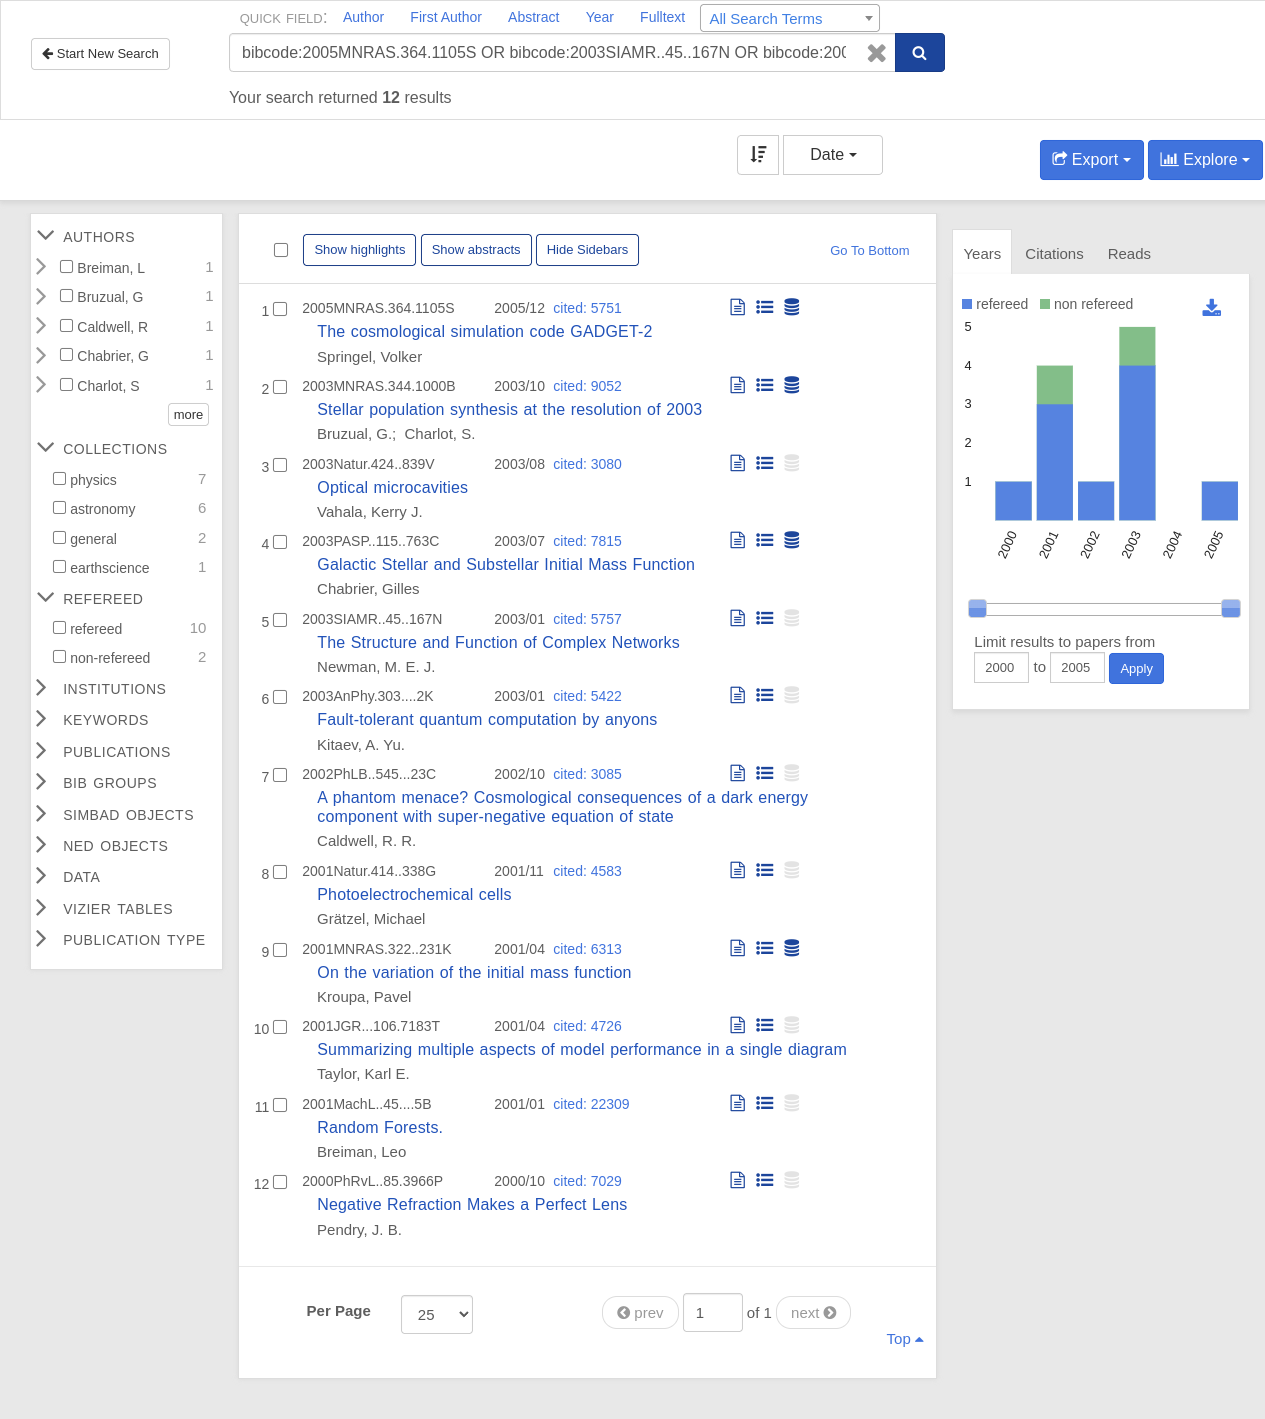 QUICK FIELD: Author First Author Abstract Year Fulltext All Search Terms
Start New Search
bibcode:2005MNRAS.364.1105S OR bibcode:2003SIAMR..45..167N OR bibcode:200
Your search returned 12 results
Date
Export Explore
AUTHORS
Breiman, L 1
Bruzual, G 1
Caldwell, R 1
Chabrier, G 1
Charlot, S 1
more
COLLECTIONS
physics 7
astronomy 6
general 2
earthscience 1
REFEREED
refereed 10
non-refereed 2
INSTITUTIONS
KEYWORDS
PUBLICATIONS
BIB GROUPS
SIMBAD OBJECTS
NED OBJECTS
DATA
VIZIER TABLES
PUBLICATION TYPE
Show highlights Show abstracts Hide Sidebars Go To Bottom
1 2005MNRAS.364.1105S 2005/12 cited: 5751
The cosmological simulation code GADGET-2
Springel, Volker
2 2003MNRAS.344.1000B 2003/10 cited: 9052
Stellar population synthesis at the resolution of 2003
Bruzual, G.; Charlot, S.
3 2003Natur.424..839V 2003/08 cited: 3080
Optical microcavities
Vahala, Kerry J.
4 2003PASP..115..763C 2003/07 cited: 7815
Galactic Stellar and Substellar Initial Mass Function
Chabrier, Gilles
5 2003SIAMR..45..167N 2003/01 cited: 5757
The Structure and Function of Complex Networks
Newman, M. E. J.
6 2003AnPhy.303....2K 2003/01 cited: 5422
Fault-tolerant quantum computation by anyons
Kitaev, A. Yu.
7 2002PhLB..545...23C 2002/10 cited: 3085
A phantom menace? Cosmological consequences of a dark energy
component with super-negative equation of state
Caldwell, R. R.
8 2001Natur.414..338G 2001/11 cited: 4583
Photoelectrochemical cells
Grätzel, Michael
9 2001MNRAS.322..231K 2001/04 cited: 6313
On the variation of the initial mass function
Kroupa, Pavel
10 2001JGR...106.7183T 2001/04 cited: 4726
Summarizing multiple aspects of model performance in a single diagram
Taylor, Karl E.
11 2001MachL..45....5B 2001/01 cited: 22309
Random Forests.
Breiman, Leo
12 2000PhRvL..85.3966P 2000/10 cited: 7029
Negative Refraction Makes a Perfect Lens
Pendry, J. B.
Per Page 25 prev 1 of 1 next
Top
Years Citations Reads
refereed non refereed
5
4
3
2
1
2000 2001 2002 2003 2004 2005
Limit results to papers from
2000 to 2005 Apply